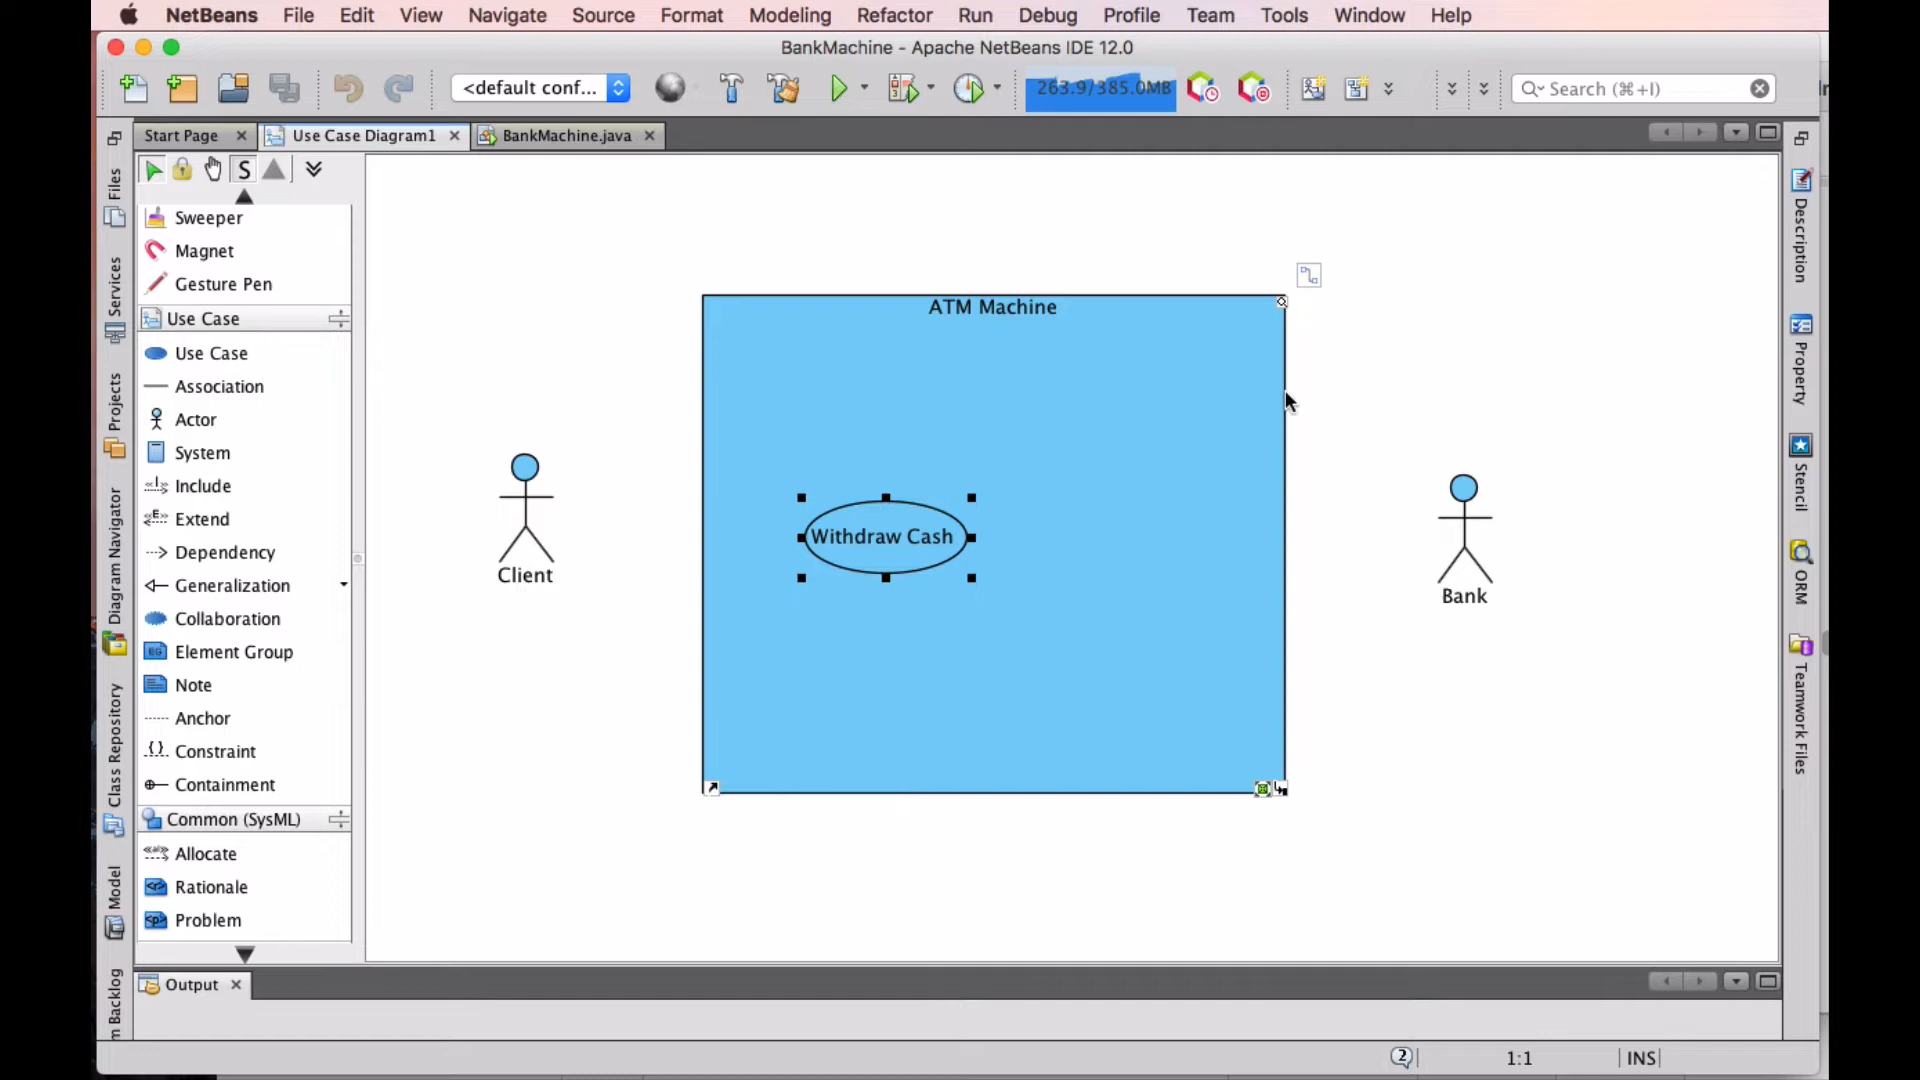 NetBeans File Edit View Navigate Source Format Modeling Refactor Run Debug Profile Team Tools Window Help
BankMachine - Apache NetBeans IDE 12.0
<default conf...
263.9/385.0MB
Search (⌘+I)
Start Page
Use Case Diagram1
BankMachine.java
S
Files
Services
Projects
Diagram Navigator
Class Repository
Model
Backlog
Sweeper
Magnet
Gesture Pen
Use Case
Use Case
Association
Actor
System
Include
Extend
Dependency
Generalization
Collaboration
Element Group
Note
Anchor
Constraint
Containment
Common (SysML)
Allocate
Rationale
Problem
ATM Machine
Withdraw Cash
Client
Bank
Description
Property
Stencil
ORM
Teamwork Files
Output
2
1:1
INS